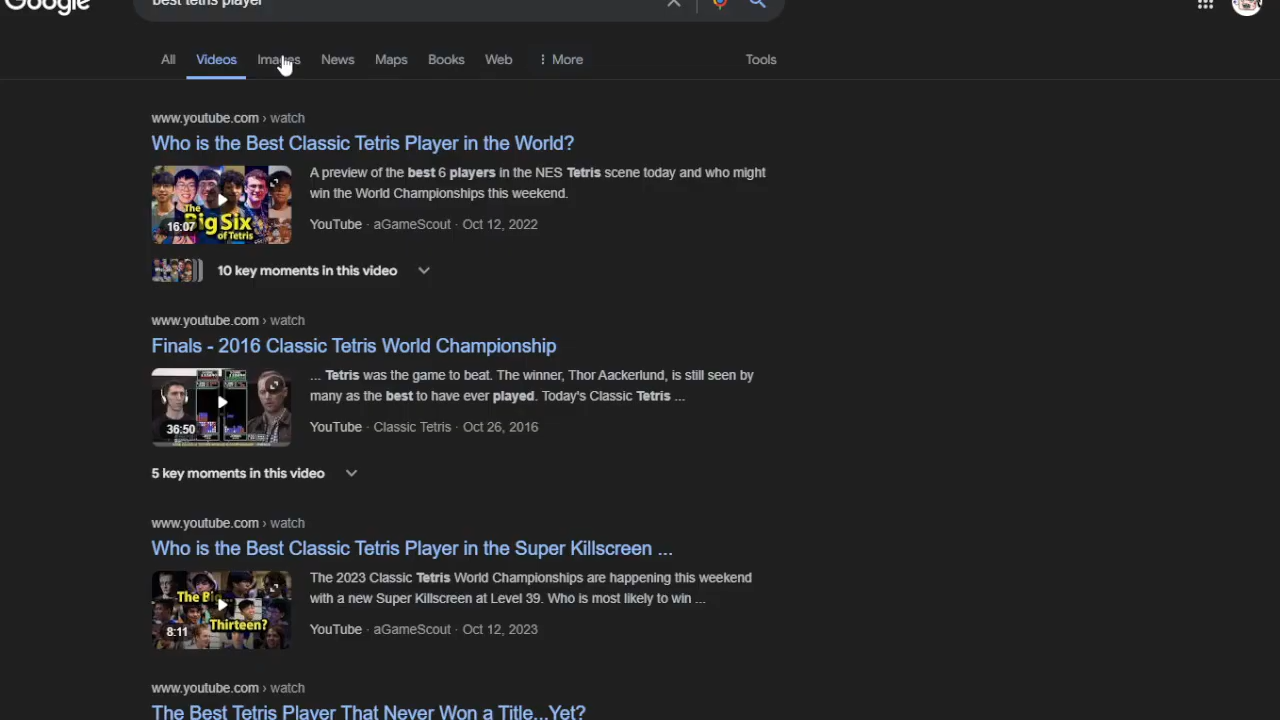 Google
best tetris player
All Videos Images News Maps Books Web More Tools
www.youtube.com › watch
Who is the Best Classic Tetris Player in the World?
The Big Six of Tetris
16:07
A preview of the best 6 players in the NES Tetris scene today and who might
win the World Championships this weekend.
YouTube · aGameScout · Oct 12, 2022
10 key moments in this video
www.youtube.com › watch
Finals - 2016 Classic Tetris World Championship
36:50
... Tetris was the game to beat. The winner, Thor Aackerlund, is still seen by
many as the best to have ever played. Today's Classic Tetris ...
YouTube · Classic Tetris · Oct 26, 2016
5 key moments in this video
www.youtube.com › watch
Who is the Best Classic Tetris Player in the Super Killscreen ...
The Big...
Thirteen?
8:11
The 2023 Classic Tetris World Championships are happening this weekend
with a new Super Killscreen at Level 39. Who is most likely to win ...
YouTube · aGameScout · Oct 12, 2023
www.youtube.com › watch
The Best Tetris Player That Never Won a Title...Yet?